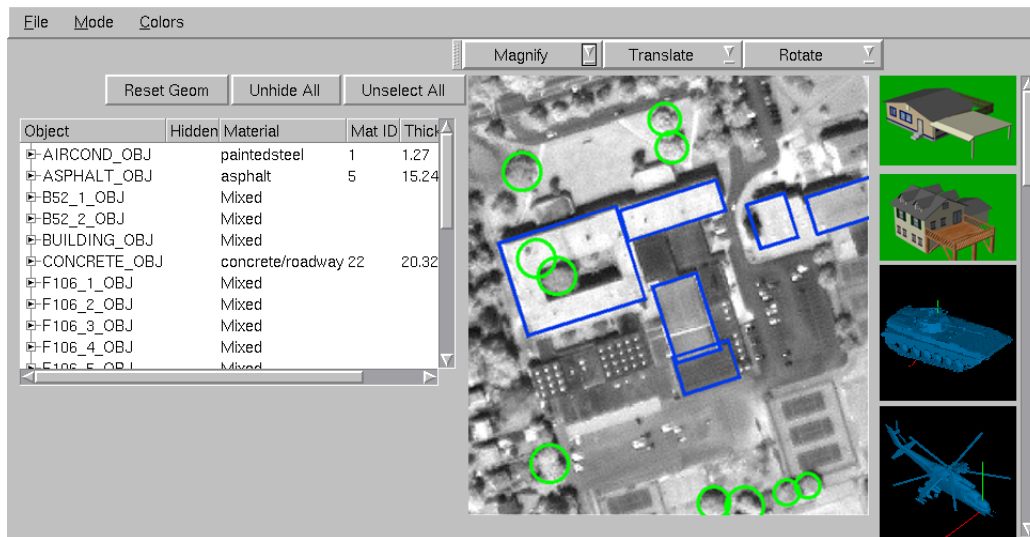 File Mode Colors
Magnify Translate Rotate
Reset Geom Unhide All Unselect All
Object Hidden Material Mat ID Thick
AIRCOND_OBJ paintedsteel 1 1.27
ASPHALT_OBJ asphalt 5 15.24
B52_1_OBJ Mixed
B52_2_OBJ Mixed
BUILDING_OBJ Mixed
CONCRETE_OBJ concrete/roadway 22 20.32
F106_1_OBJ Mixed
F106_2_OBJ Mixed
F106_3_OBJ Mixed
F106_4_OBJ Mixed
F106_5_OBJ Mixed